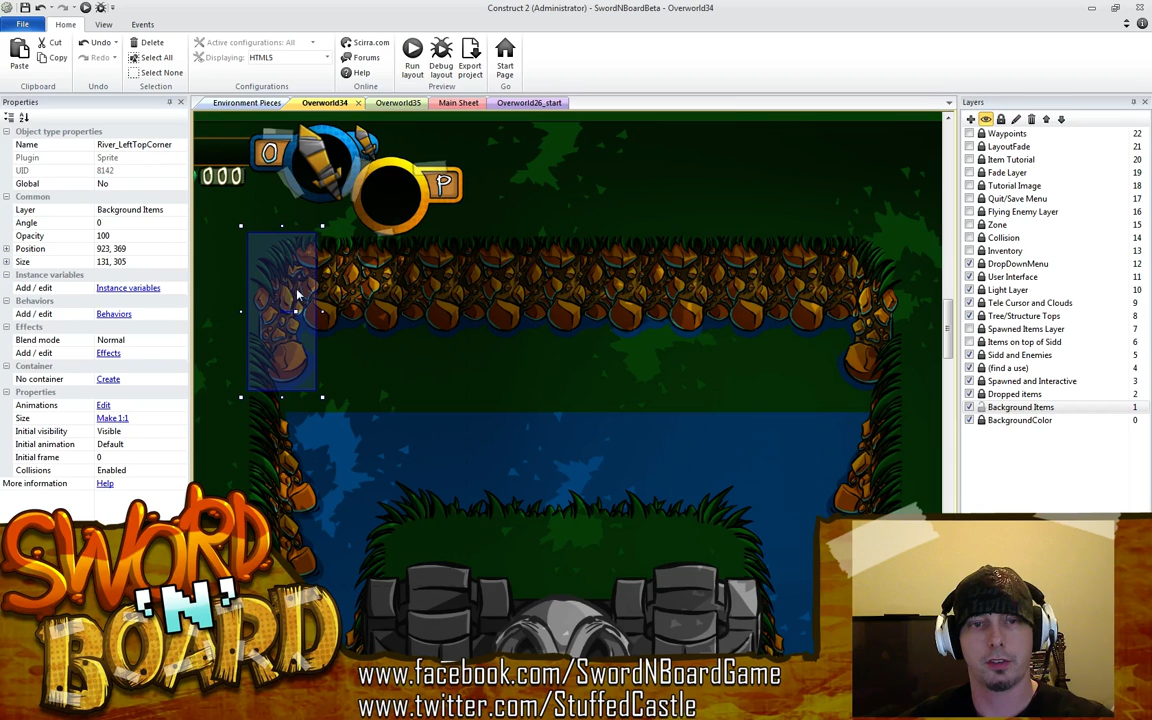 Construct 2 (Administrator) - SwordNBoardBeta - Overworld34
File
Home
View
Events
Paste
Cut
Copy
Clipboard
Undo
Redo
Undo
Delete
Select All
Select None
Selection
Active configurations: All
Displaying: HTML5
Configurations
Scirra.com
Forums
Help
Online
Run layout
Debug layout
Export project
Preview
Start Page
Go
Properties
Object type properties
Name River_LeftTopCorner
Plugin Sprite
UID 8142
Global No
Common
Layer Background Items
Angle 0
Opacity 100
Position 923, 369
Size 131, 305
Instance variables
Add / edit Instance variables
Behaviors
Add / edit Behaviors
Effects
Blend mode Normal
Add / edit Effects
Container
No container Create
Properties
Animations Edit
Size Make 1:1
Initial visibility Visible
Initial animation Default
Initial frame 0
Collisions Enabled
More information Help
Environment Pieces
Overworld34
Overworld35
Main Sheet
Overworld26_start
O
P
000
Layers
Waypoints 22
LayoutFade 21
Item Tutorial 20
Fade Layer 19
Tutorial Image 18
Quit/Save Menu 17
Flying Enemy Layer 16
Zone 15
Collision 14
Inventory 13
DropDownMenu 12
User Interface 11
Light Layer 10
Tele Cursor and Clouds 9
Tree/Structure Tops 8
Spawned Items Layer 7
Items on top of Sidd 6
Sidd and Enemies 5
(find a use) 4
Spawned and Interactive 3
Dropped items 2
Background Items 1
BackgroundColor 0
SWORD
'N'
BOARD
www.facebook.com/SwordNBoardGame
www.twitter.com/StuffedCastle